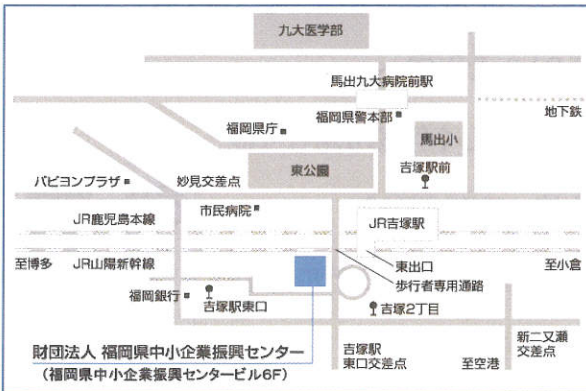 九大医学部
馬出九大病院前駅
地下鉄
福岡県警本部
福岡県庁
馬出小
東公園
吉塚駅前
パピヨンプラザ
妙見交差点
市民病院
JR鹿児島本線
JR吉塚駅
至博多
JR山陽新幹線
東出口
至小倉
歩行者専用通路
福岡銀行
吉塚駅東口
吉塚2丁目
財団法人 福岡県中小企業振興センター
(福岡県中小企業振興センタービル6F)
吉塚駅
東口交差点
至空港
新二又瀬
交差点